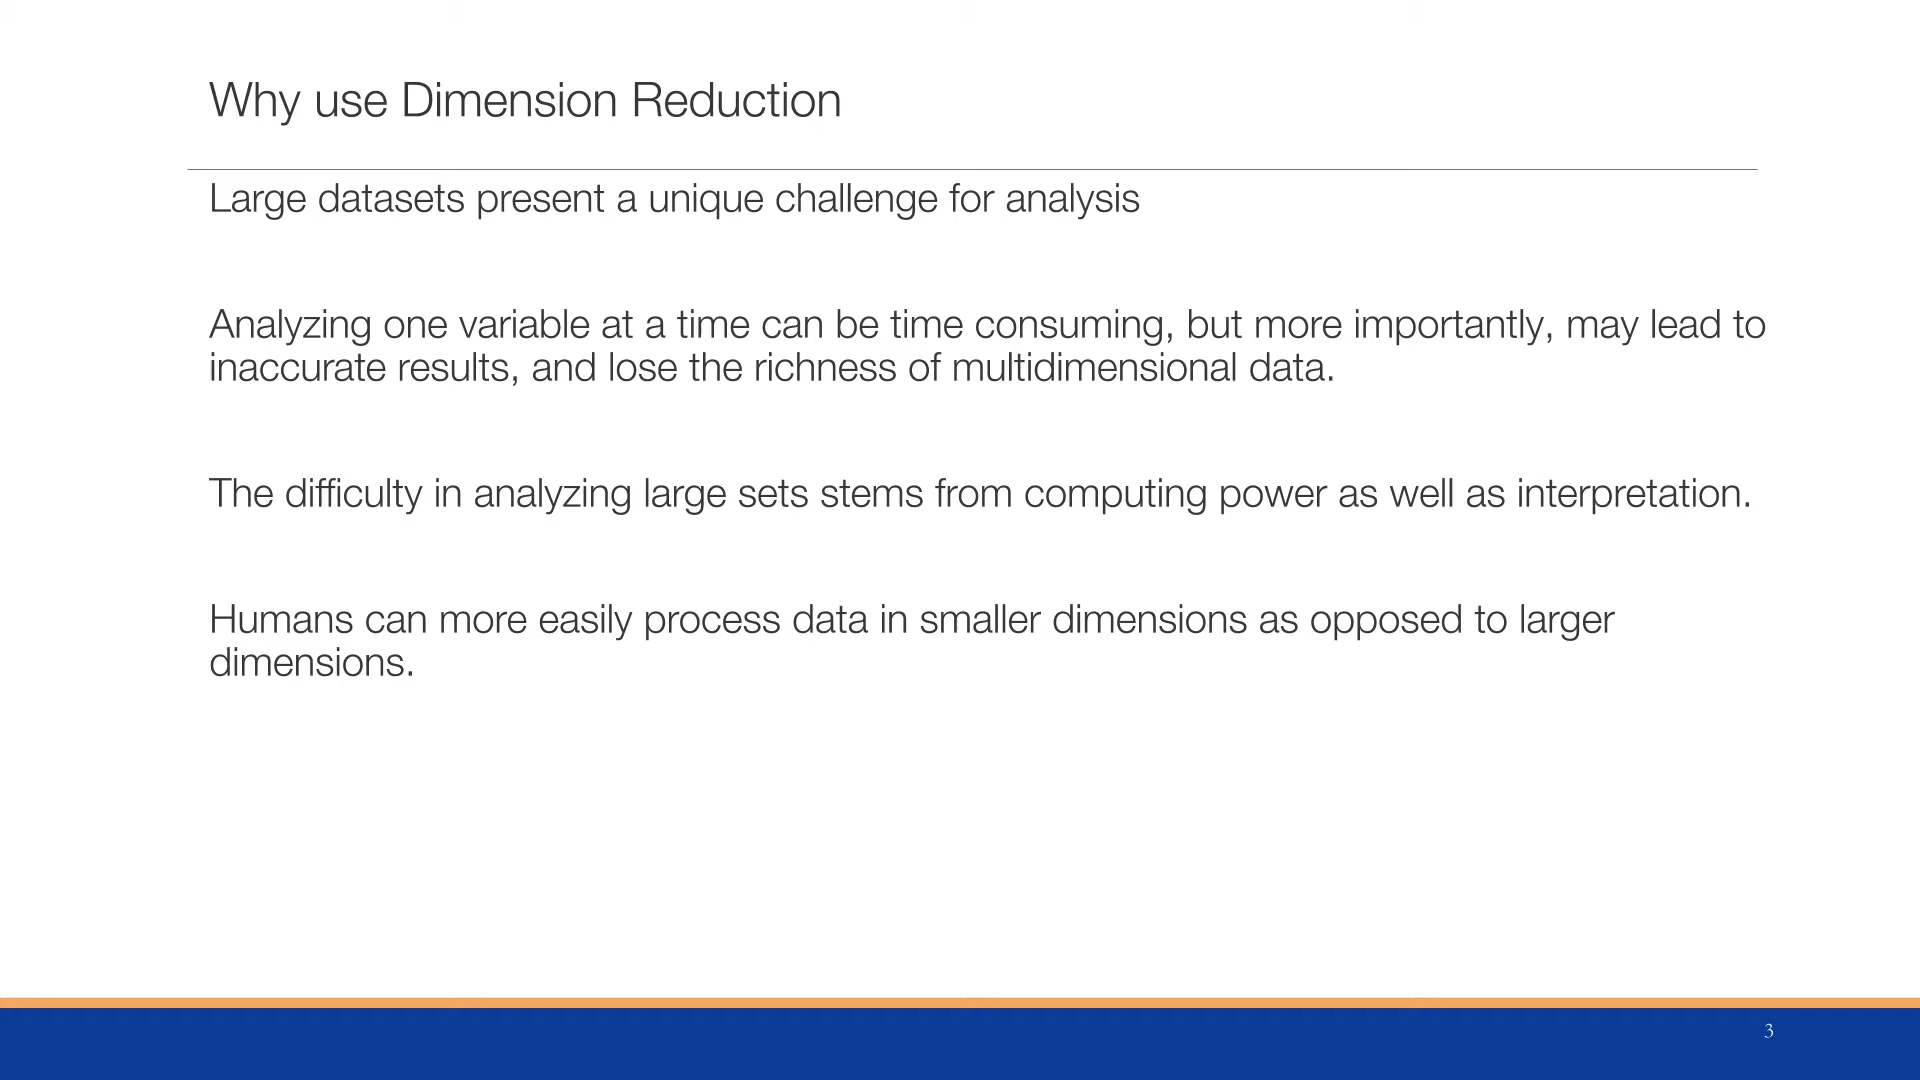 Why use Dimension Reduction
Large datasets present a unique challenge for analysis
Analyzing one variable at a time can be time consuming, but more importantly, may lead to
inaccurate results, and lose the richness of multidimensional data.
The difficulty in analyzing large sets stems from computing power as well as interpretation.
Humans can more easily process data in smaller dimensions as opposed to larger
dimensions.
3